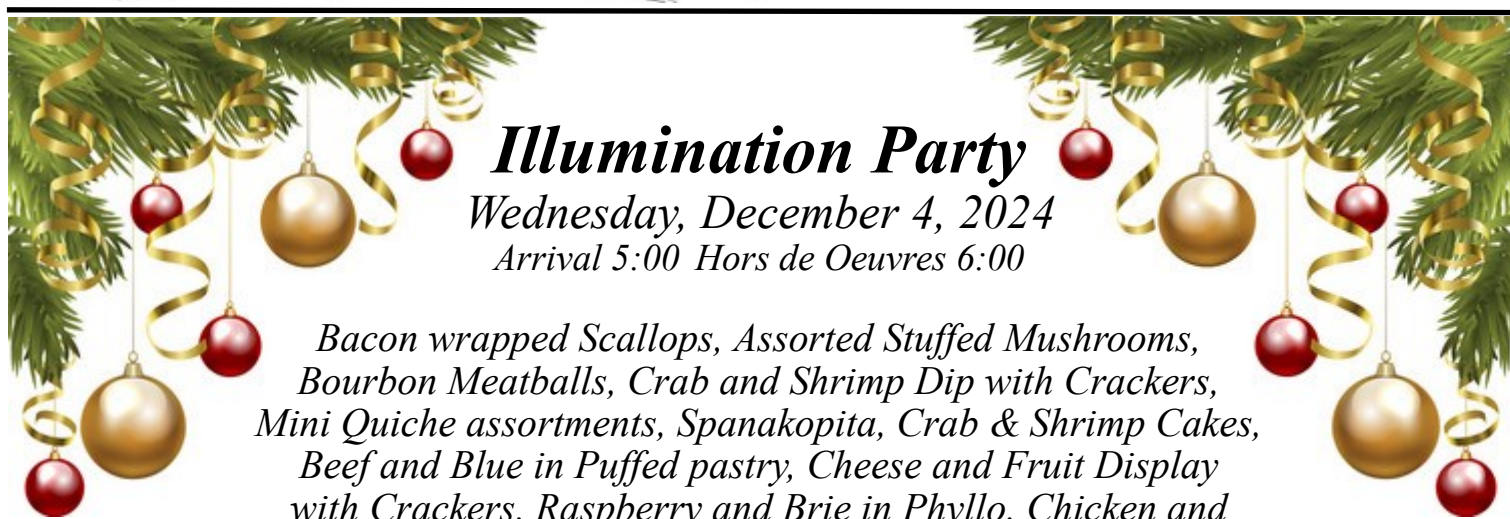 Illumination Party
Wednesday, December 4, 2024
Arrival 5:00 Hors de Oeuvres 6:00
Bacon wrapped Scallops, Assorted Stuffed Mushrooms,
Bourbon Meatballs, Crab and Shrimp Dip with Crackers,
Mini Quiche assortments, Spanakopita, Crab & Shrimp Cakes,
Beef and Blue in Puffed pastry, Cheese and Fruit Display
with Crackers, Raspberry and Brie in Phyllo, Chicken and